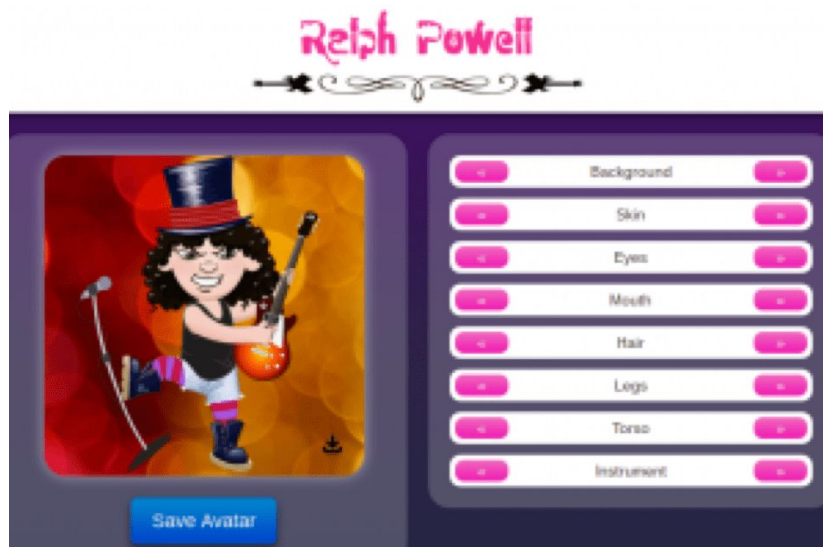 Ralph Powell
Background
Skin
Eyes
Mouth
Hair
Legs
Torso
Instrument
Save Avatar